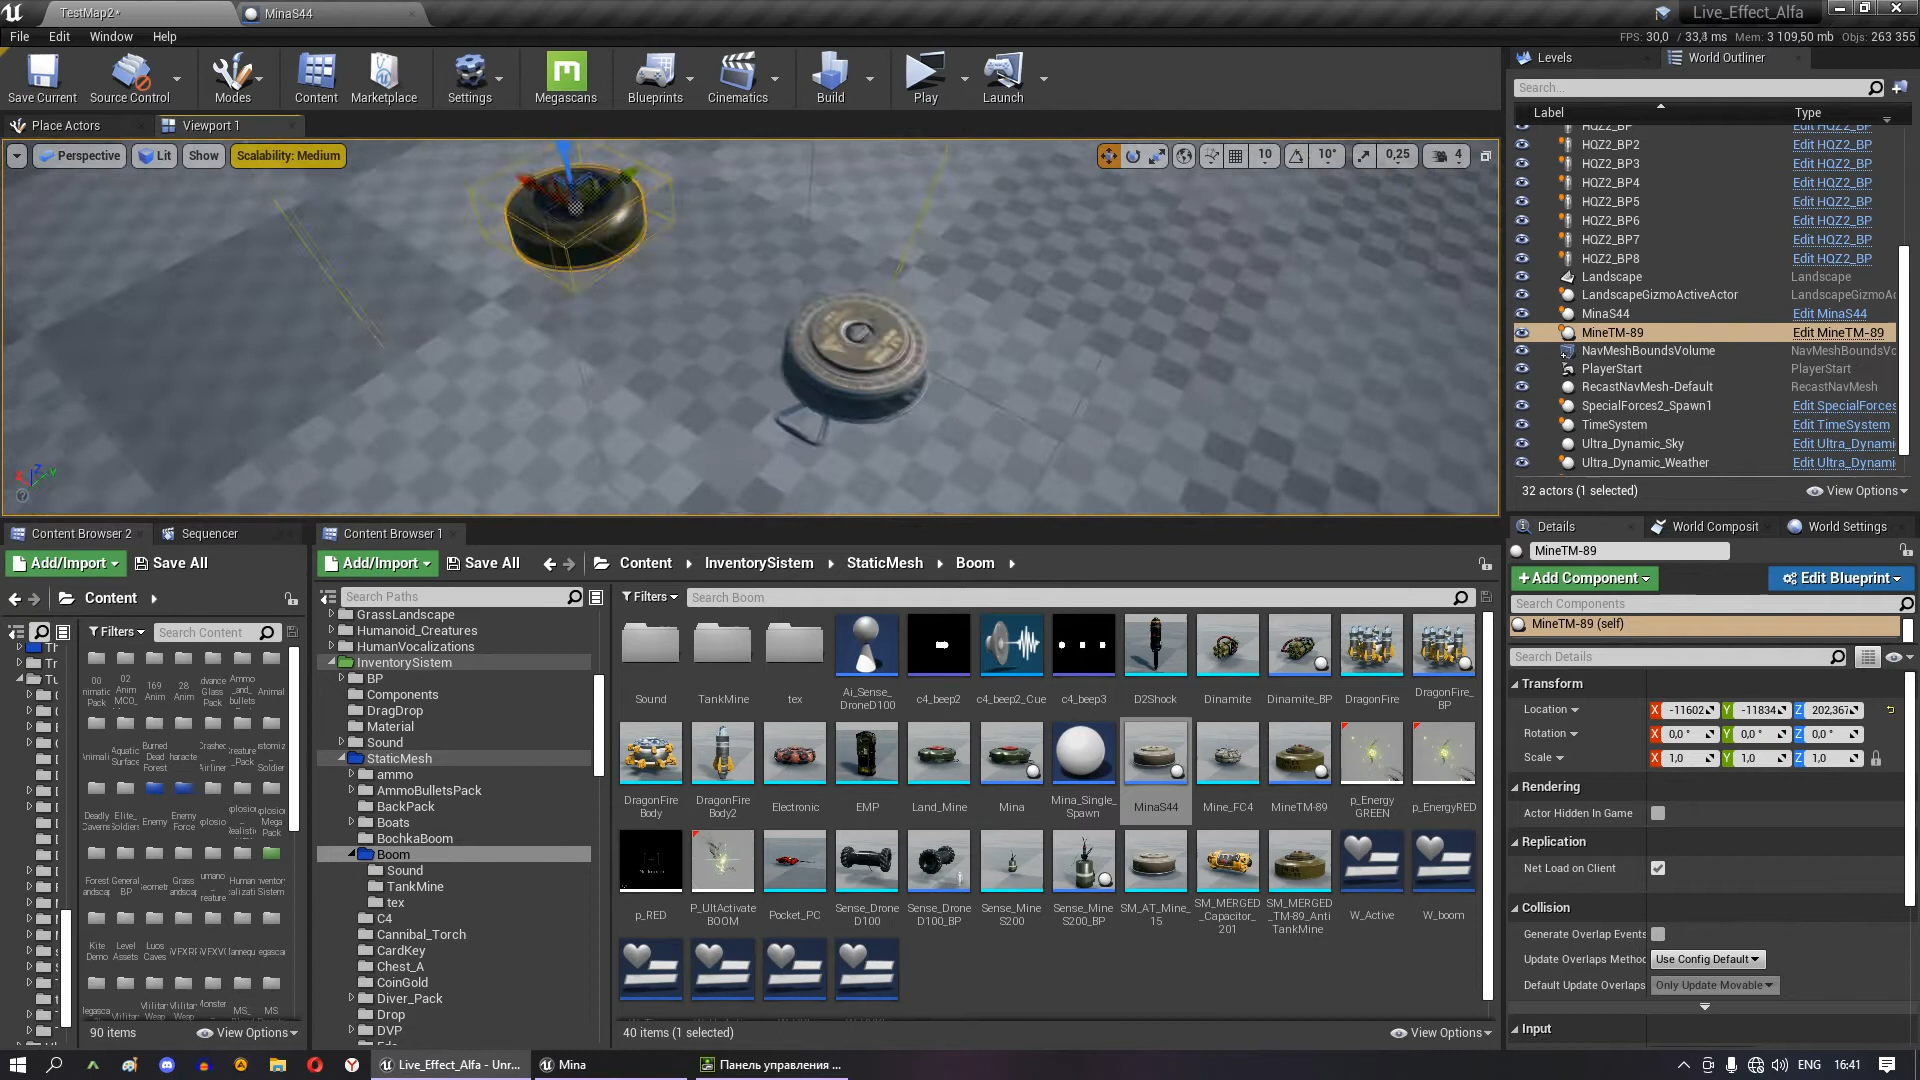 TestMap2*
MinaS44
Live_Effect_Alfa
File Edit Window Help
FPS: 30,0 / 33,3 ms Mem: 3 109,50 mb Objs: 263 355
Save Current
Source Control
Modes
Content
Marketplace
Settings
Megascans
Blueprints
Cinematics
Build
Play
Launch
Place Actors
Viewport 1
Perspective
Lit
Show
Scalability: Medium
10
10°
0,25
4
Levels
World Outliner
Search...
Label
Type
HQZ2_BP Edit HQZ2_BP
HQZ2_BP2 Edit HQZ2_BP
HQZ2_BP3 Edit HQZ2_BP
HQZ2_BP4 Edit HQZ2_BP
HQZ2_BP5 Edit HQZ2_BP
HQZ2_BP6 Edit HQZ2_BP
HQZ2_BP7 Edit HQZ2_BP
HQZ2_BP8 Edit HQZ2_BP
Landscape Landscape
LandscapeGizmoActiveActor LandscapeGizmoAc
MinaS44 Edit MinaS44
MineTM-89 Edit MineTM-89
NavMeshBoundsVolume NavMeshBoundsVo
PlayerStart PlayerStart
RecastNavMesh-Default RecastNavMesh
SpecialForces2_Spawn1 Edit SpecialForces
TimeSystem Edit TimeSystem
Ultra_Dynamic_Sky Edit Ultra_Dynami
Ultra_Dynamic_Weather Edit Ultra_Dynami
32 actors (1 selected)
View Options
Content Browser 2
Sequencer
Add/Import
Save All
Content
Filters
Search Content
90 items
View Options
Content Browser 1
Add/Import
Save All
Content
InventorySistem
StaticMesh
Boom
Search Paths
GrassLandscape
Humanoid_Creatures
HumanVocalizations
InventorySistem
BP
Components
DragDrop
Material
Sound
StaticMesh
ammo
AmmoBulletsPack
BackPack
Boats
BochkaBoom
Boom
Sound
TankMine
tex
C4
Cannibal_Torch
CardKey
Chest_A
CoinGold
Diver_Pack
Drop
DVP
Filters
Search Boom
Sound
TankMine
tex
Ai_Sense_
DroneD100
c4_beep2
c4_beep2_Cue
c4_beep3
D2Shock
Dinamite
Dinamite_BP
DragonFire
DragonFire_
BP
DragonFire
Body
DragonFire
Body2
Electronic
EMP
Land_Mine
Mina
Mina_Single_
Spawn
MinaS44
Mine_FC4
MineTM-89
p_Energy
GREEN
p_EnergyRED
p_RED
P_UltActivate
BOOM
Pocket_PC
Sense_Drone
D100
Sense_Drone
D100_BP
Sense_Mine
S200
Sense_Mine
S200_BP
SM_AT_Mine_
15
SM_MERGED
_Capacitor_
201
SM_MERGED
_TM-89_Anti
TankMine
W_Active
W_boom
40 items (1 selected)
View Options
Details
World Composit
World Settings
MineTM-89
+Add Component
Edit Blueprint
Search Components
MineTM-89 (self)
Search Details
Transform
Location X -11602 Y -11834 Z 202,367
Rotation X 0,0 ° Y 0,0 ° Z 0,0 °
Scale X 1,0 Y 1,0 Z 1,0
Rendering
Actor Hidden In Game
Replication
Net Load on Client
Collision
Generate Overlap Events
Update Overlaps Method Use Config Default
Default Update Overlaps Only Update Movable
Input
Live_Effect_Alfa - Unr...
Mina
Панель управления ...
ENG
16:41